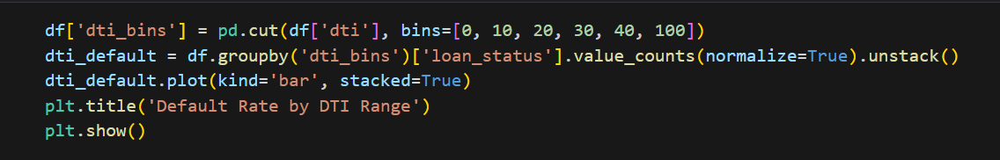 df['dti_bins'] = pd.cut(df['dti'], bins=[0, 10, 20, 30, 40, 100])
dti_default = df.groupby('dti_bins')['loan_status'].value_counts(normalize=True).unstack()
dti_default.plot(kind='bar', stacked=True)
plt.title('Default Rate by DTI Range')
plt.show()